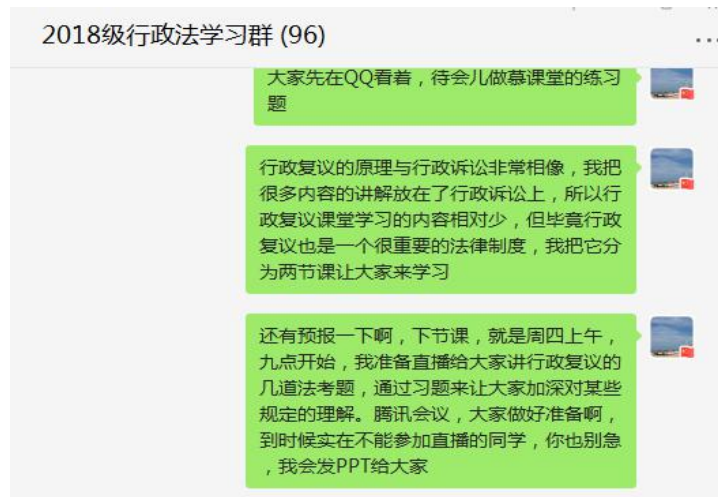 2018级行政法学习群 (96)
大家先在QQ看着，待会儿做慕课堂的练习
题
行政复议的原理与行政诉讼非常相像，我把
很多内容的讲解放在了行政诉讼上，所以行
政复议课堂学习的内容相对少，但毕竟行政
复议也是一个很重要的法律制度，我把它分
为两节课让大家来学习
还有预报一下啊，下节课，就是周四上午，
九点开始，我准备直播给大家讲行政复议的
几道法考题，通过习题来让大家加深对某些
规定的理解。腾讯会议，大家做好准备啊，
到时候实在不能参加直播的同学，你也别急
，我会发PPT给大家